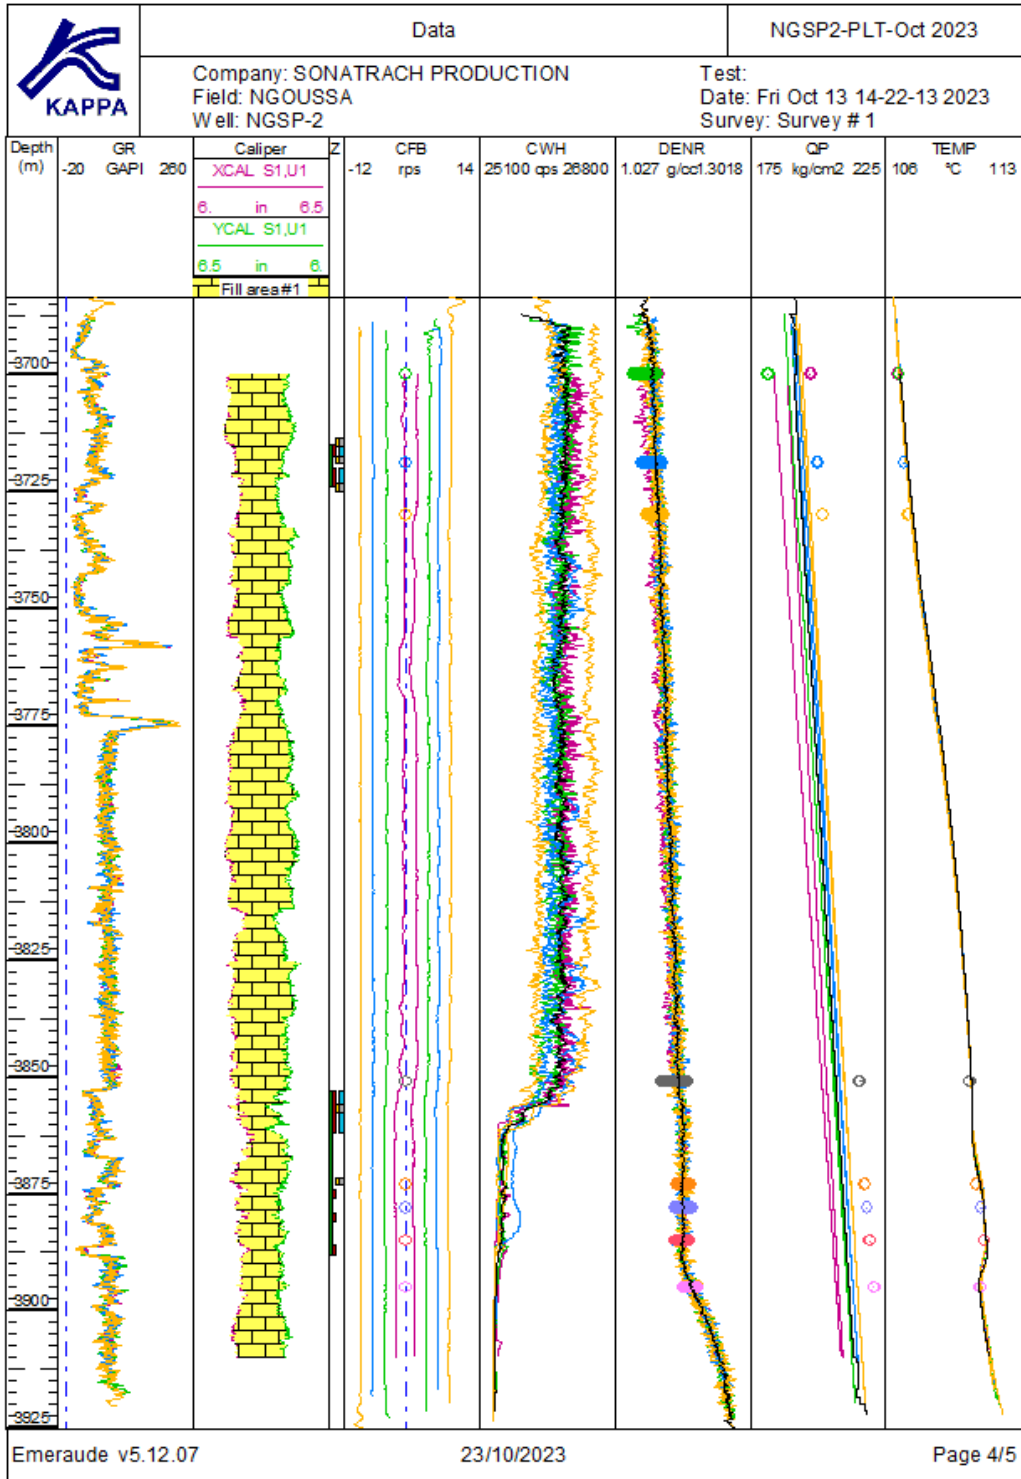 KAPPA
Data
NGSP2-PLT-Oct 2023
Company: SONATRACH PRODUCTION
Field: NGOUSSA
Well: NGSP-2
Test:
Date: Fri Oct 13 14-22-13 2023
Survey: Survey # 1
Depth
(m)
GR
-20 GAPI 260
Caliper
XCAL S1,U1
6. in 6.5
YCAL S1,U1
6.5 in 6.
Fill area#1
Z
CFB
-12 rps 14
CWH
25100 cps 26800
DENR
1.027 g/cc1.3018
QP
175 kg/cm2 225
TEMP
106 °C 113
3700
3725
3750
3775
3800
3825
3850
3875
3900
3925
Emeraude v5.12.07
23/10/2023
Page 4/5